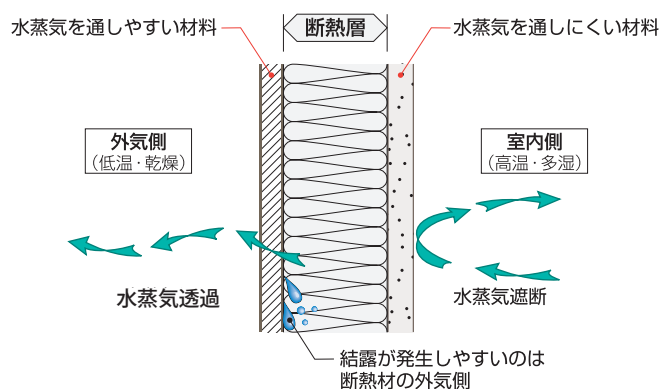 水蒸気を通しやすい材料
断熱層
水蒸気を通しにくい材料
外気側
（低温・乾燥）
室内側
（高温・多湿）
水蒸気透過
水蒸気遮断
結露が発生しやすいのは
断熱材の外気側